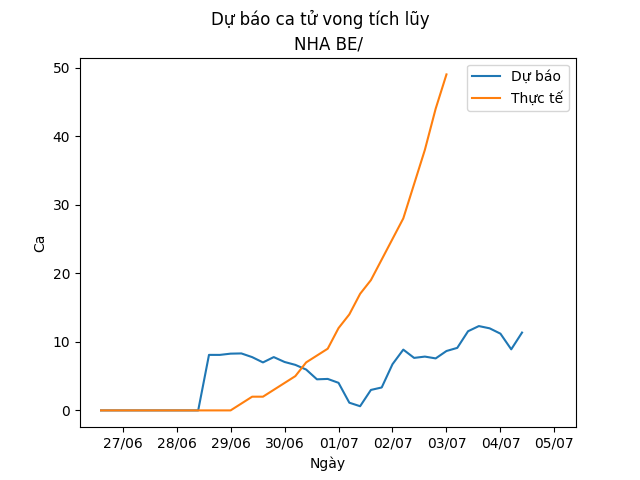 Dự báo ca tử vong tích lũy
NHA BE/
Dự báo
Thực tế
Ca
50
40
30
20
10
0
27/06 28/06 29/06 30/06 01/07 02/07 03/07 04/07 05/07
Ngày